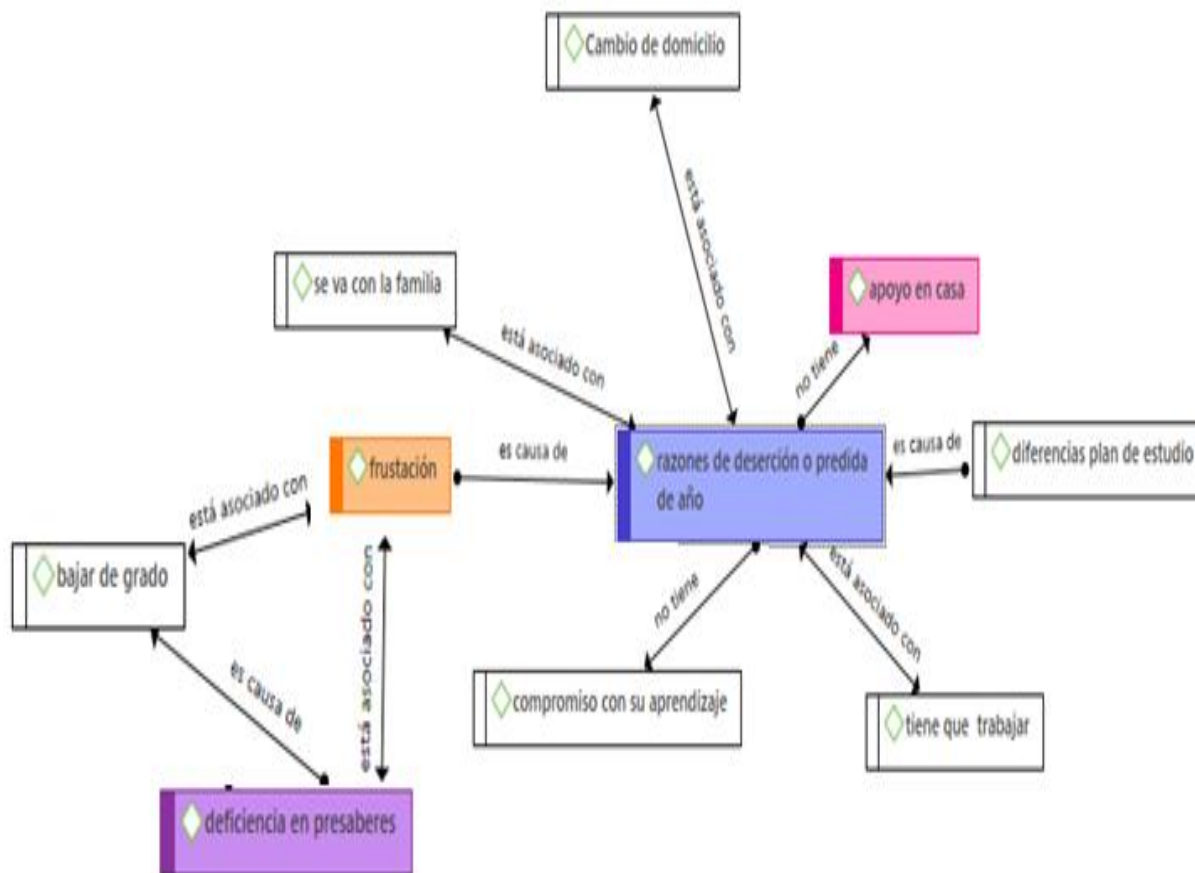 Cambio de domicilio
está asociado con
se va con la familia
apoyo en casa
está asociado con
no tiene
frustación
es causa de
razones de deserción o predida
de año
es causa de
diferencias plan de estudio
está asociado con
bajar de grado
está asociado con
no tiene
está asociado con
es causa de
compromiso con su aprendizaje
tiene que trabajar
deficiencia en presaberes